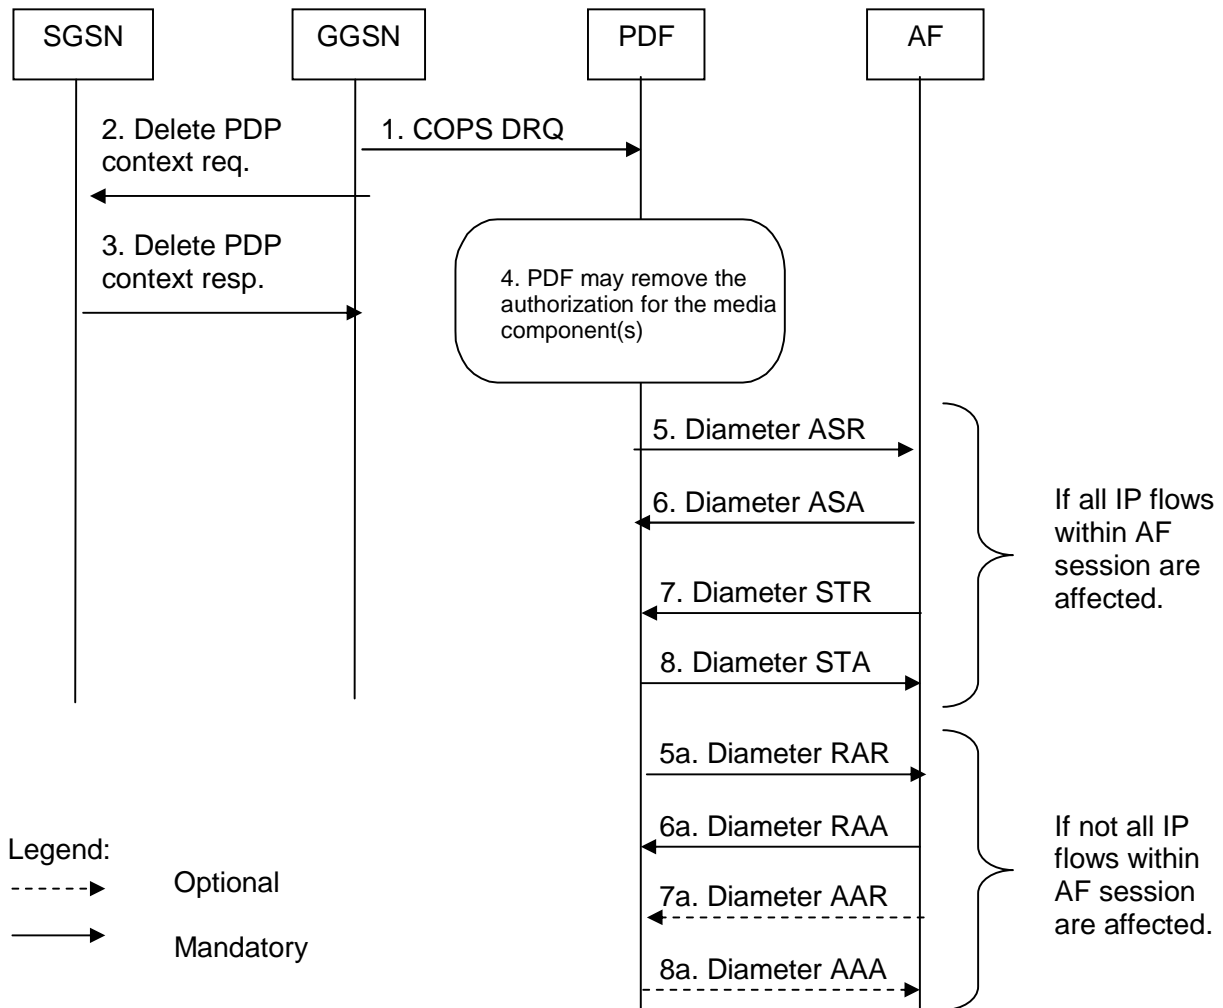 SGSN
GGSN
PDF
AF
2. Delete PDP
context req.
1. COPS DRQ
3. Delete PDP
context resp.
4. PDF may remove the
authorization for the media
component(s)
5. Diameter ASR
6. Diameter ASA
7. Diameter STR
8. Diameter STA
If all IP flows
within AF
session are
affected.
5a. Diameter RAR
6a. Diameter RAA
7a. Diameter AAR
8a. Diameter AAA
If not all IP
flows within
AF session
are affected.
Legend:
Optional
Mandatory